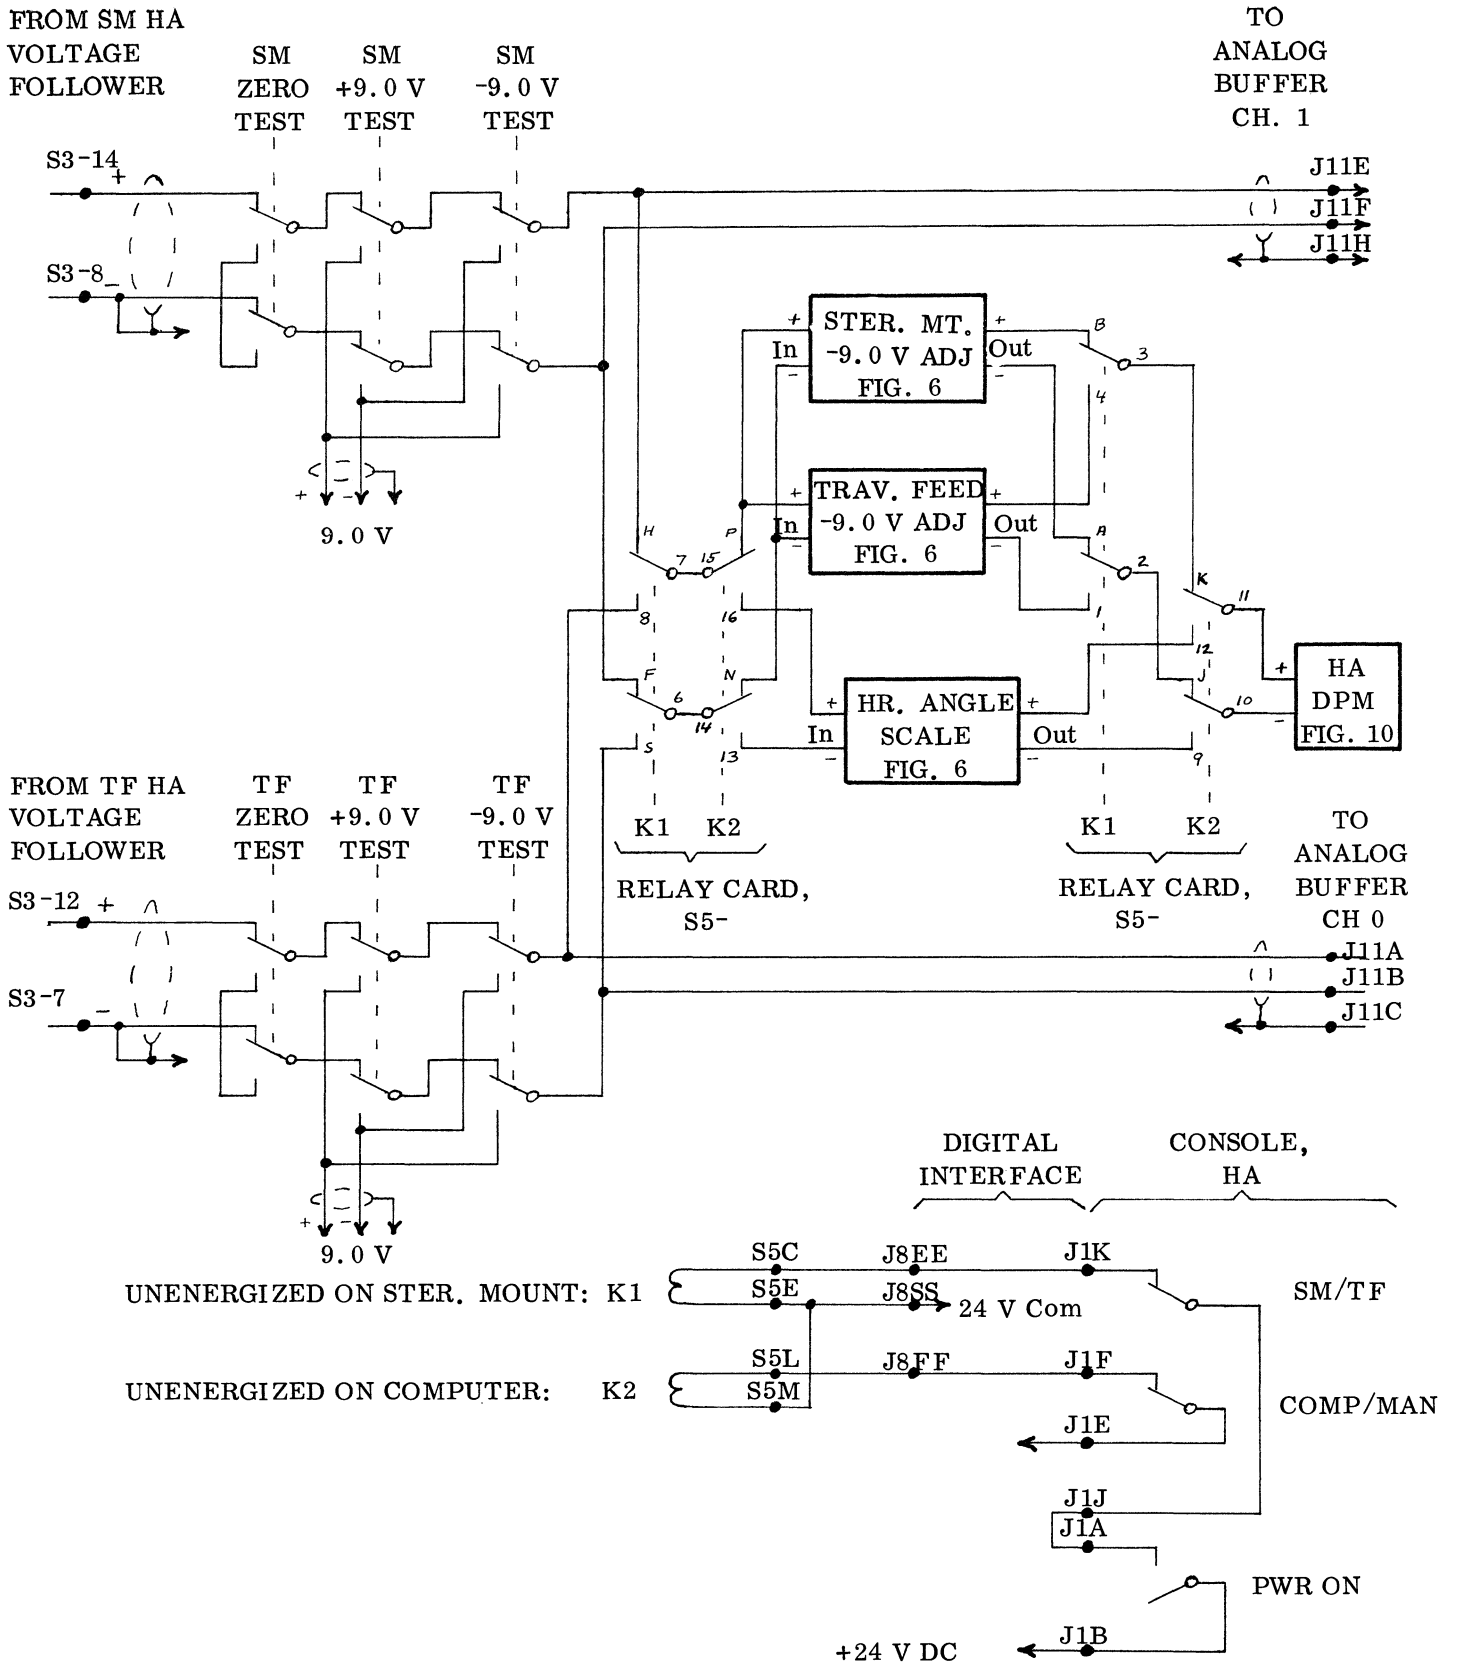 FROM SM HA
VOLTAGE
FOLLOWER
SM
ZERO
TEST
SM
+9.0 V
TEST
SM
-9.0 V
TEST
TO
ANALOG
BUFFER
CH. 1
S3-14
+
J11E
J11F
J11H
S3-8
-
+ -
9.0 V
+
In
-
STER. MT.
-9.0 V ADJ
FIG. 6
+
Out
-
B
3
4
+
In
-
TRAV. FEED
-9.0 V ADJ
FIG. 6
+
Out
-
A
2
1
H
7
15
P
8
16
F
6
14
N
S
13
+
In
-
HR. ANGLE
SCALE
FIG. 6
+
Out
-
K
11
12
J
10
9
+
-
HA
DPM
FIG. 10
K1 K2
RELAY CARD,
S5-
K1 K2
RELAY CARD,
S5-
FROM TF HA
VOLTAGE
FOLLOWER
TF
ZERO
TEST
TF
+9.0 V
TEST
TF
-9.0 V
TEST
TO
ANALOG
BUFFER
CH 0
S3-12 +
J11A
J11B
J11C
S3-7
-
+ -
9.0 V
DIGITAL
INTERFACE
CONSOLE,
HA
UNENERGIZED ON STER. MOUNT: K1
S5C
J8EE
J1K
S5E
J8SS
24 V Com
SM/TF
UNENERGIZED ON COMPUTER: K2
S5L
J8FF
J1F
S5M
COMP/MAN
J1E
J1J
J1A
PWR ON
+24 V DC
J1B